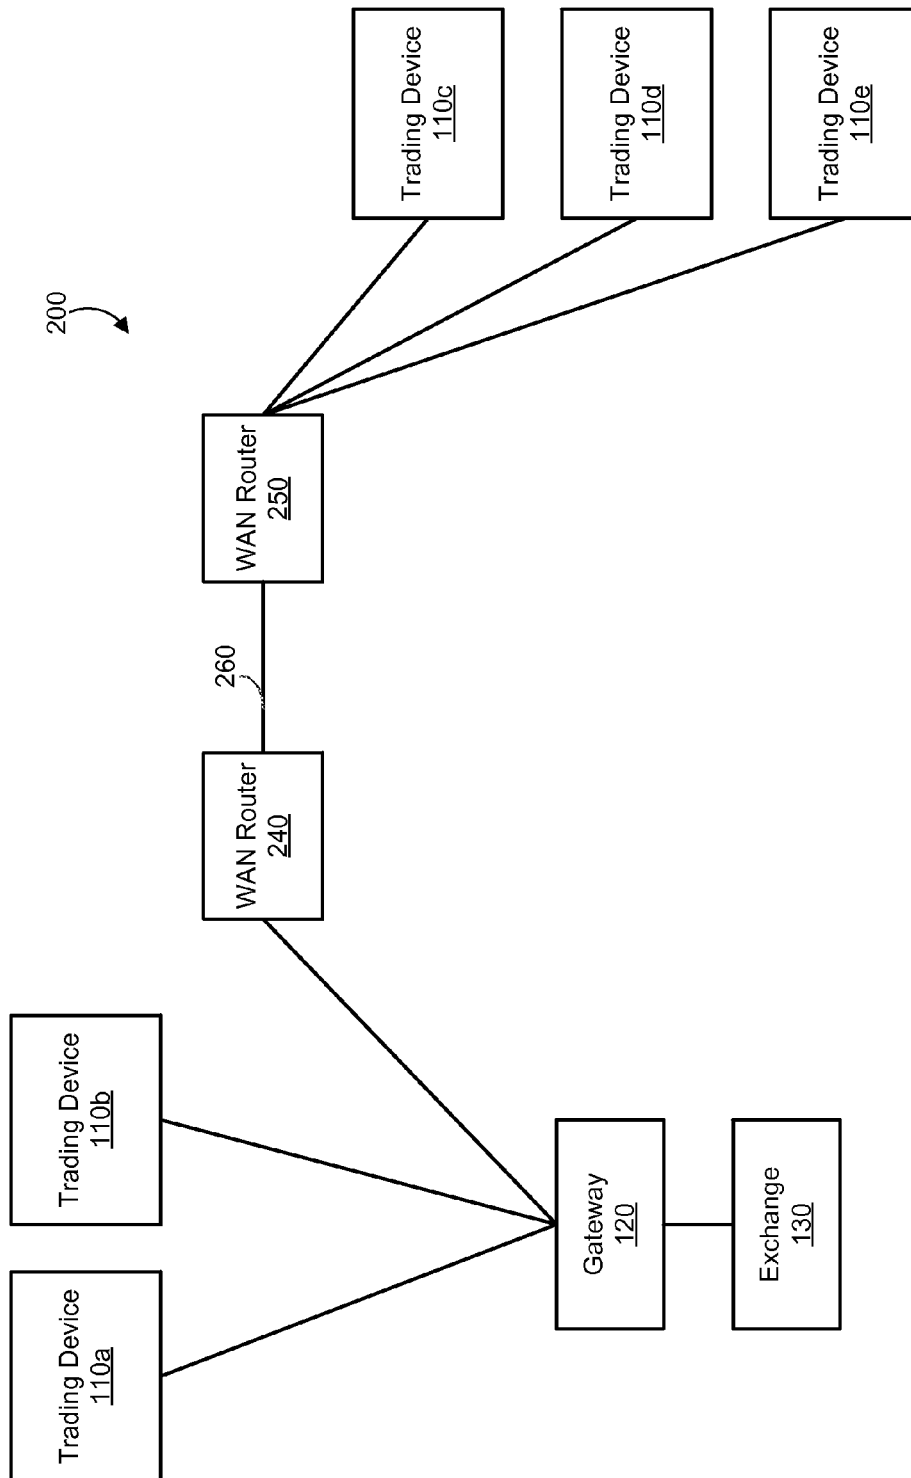 200
Trading Device
110a
Trading Device
110b
WAN Router
240
260
WAN Router
250
Trading Device
110c
Trading Device
110d
Trading Device
110e
Gateway
120
Exchange
130